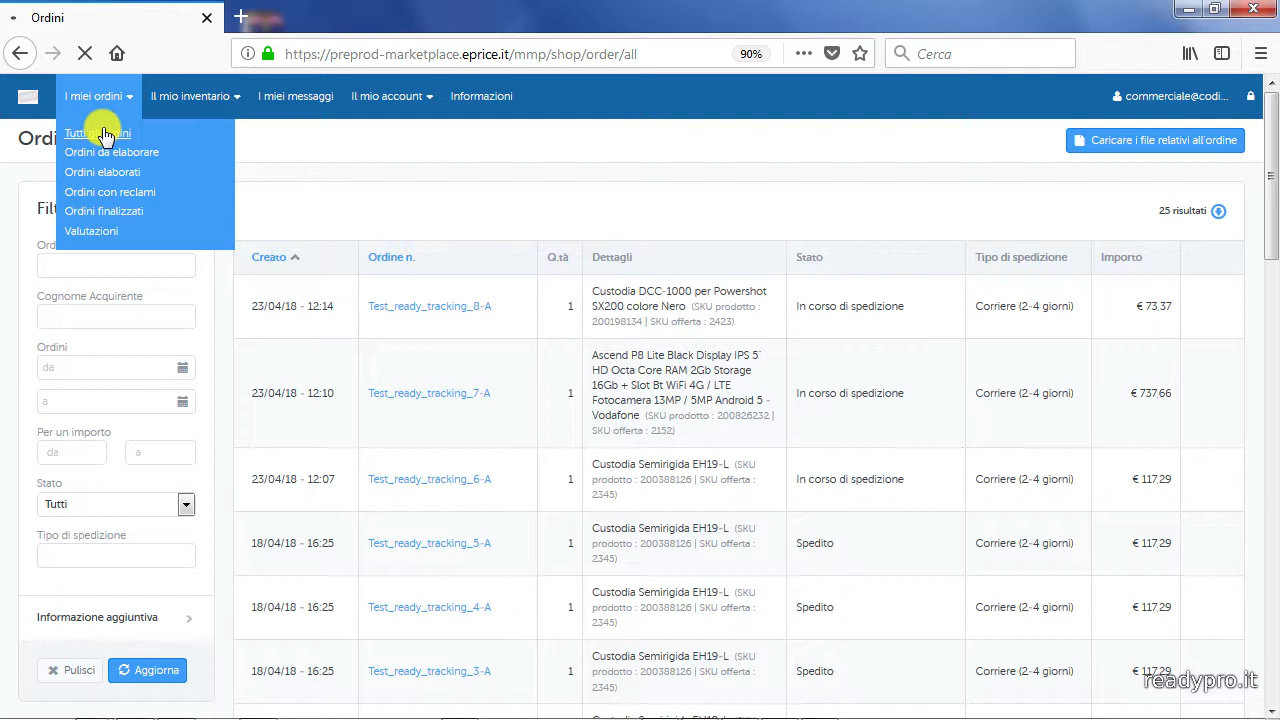 Ordini
https://preprod-marketplace.eprice.it/mmp/shop/order/all
90%
Cerca
I miei ordini
Il mio inventario
I miei messaggi
Il mio account
Informazioni
commerciale@codi...
Tutti gli ordini
Ordini da elaborare
Ordini elaborati
Ordini con reclami
Ordini finalizzati
Valutazioni
Caricare i file relativi all'ordine
25 risultati
Cognome Acquirente
Ordini
da
a
Per un importo
da
a
Stato
Tutti
Tipo di spedizione
Informazione aggiuntiva
Pulisci
Aggiorna
Creato
Ordine n.
Q.tà
Dettagli
Stato
Tipo di spedizione
Importo
23/04/18 - 12:14
Test_ready_tracking_8-A
1
Custodia DCC-1000 per Powershot
SX200 colore Nero (SKU prodotto :
200198134 | SKU offerta : 2423)
In corso di spedizione
Corriere (2-4 giorni)
€ 73,37
23/04/18 - 12:10
Test_ready_tracking_7-A
1
Ascend P8 Lite Black Display IPS 5"
HD Octa Core RAM 2Gb Storage
16Gb + Slot Bt WiFi 4G / LTE
Fotocamera 13MP / 5MP Android 5 -
Vodafone (SKU prodotto : 200826232 |
SKU offerta : 2152)
In corso di spedizione
Corriere (2-4 giorni)
€ 737,66
23/04/18 - 12:07
Test_ready_tracking_6-A
1
Custodia Semirigida EH19-L (SKU
prodotto : 200388126 | SKU offerta :
2345)
In corso di spedizione
Corriere (2-4 giorni)
€ 117,29
18/04/18 - 16:25
Test_ready_tracking_5-A
1
Custodia Semirigida EH19-L (SKU
prodotto : 200388126 | SKU offerta :
2345)
Spedito
Corriere (2-4 giorni)
€ 117,29
18/04/18 - 16:25
Test_ready_tracking_4-A
1
Custodia Semirigida EH19-L (SKU
prodotto : 200388126 | SKU offerta :
2345)
Spedito
Corriere (2-4 giorni)
€ 117,29
18/04/18 - 16:25
Test_ready_tracking_3-A
1
Custodia Semirigida EH19-L (SKU
prodotto : 200388126 | SKU offerta :
2345)
Spedito
Corriere (2-4 giorni)
€ 117,29
readypro.it